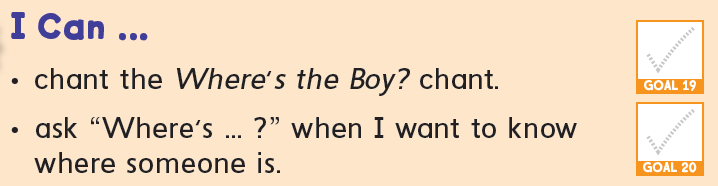 I Can ...
• chant the Where's the Boy? chant.
GOAL 19
• ask “Where's ... ?” when I want to know
where someone is.
GOAL 20